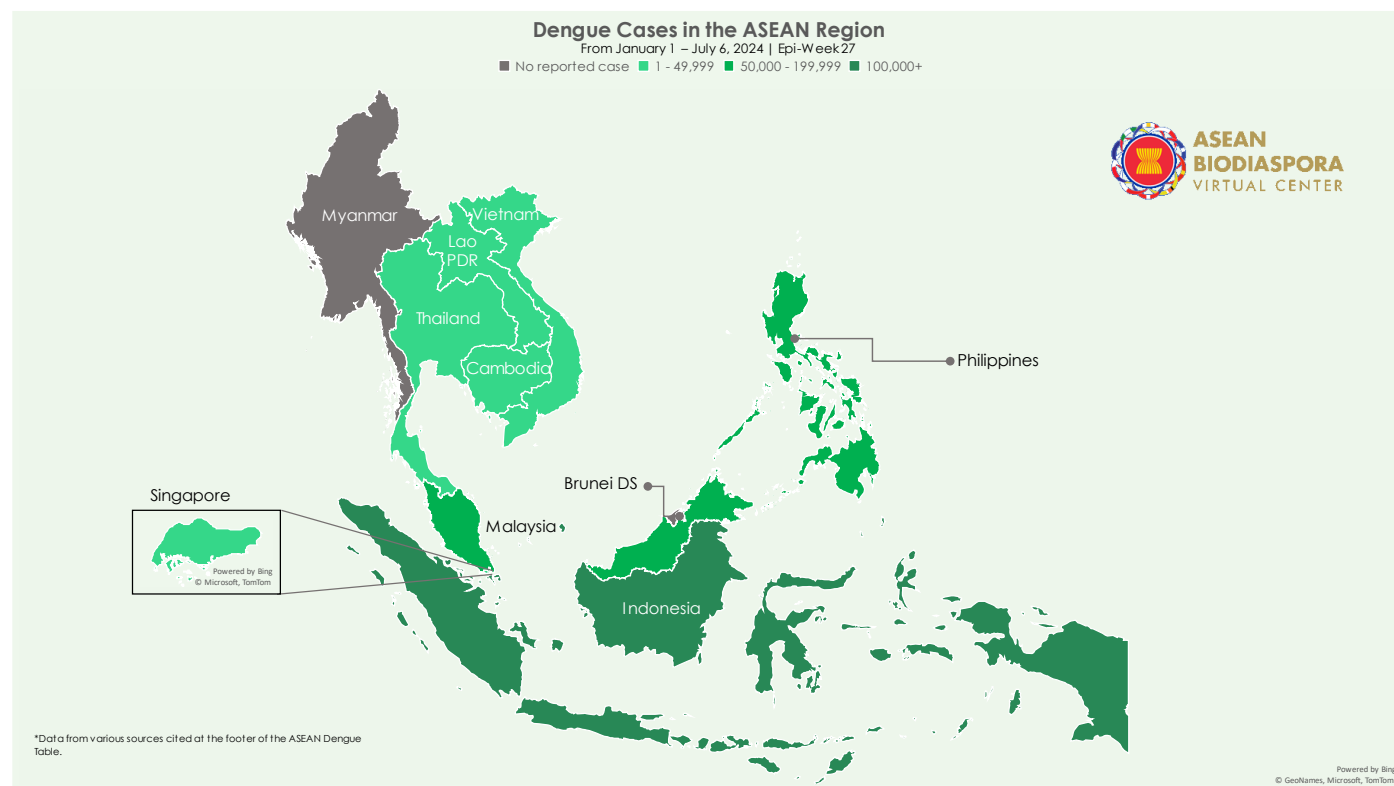 Dengue Cases in the ASEAN Region
From January 1 – July 6, 2024 | Epi-Week27
No reported case 1 - 49,999 50,000 - 199,999 100,000+
ASEAN
BIODIASPORA
VIRTUAL CENTER
Myanmar
Vietnam
Lao
PDR
Thailand
Cambodia
Philippines
Brunei DS
Singapore
Malaysia
Powered by Bing
© Microsoft, TomTom
Indonesia
*Data from various sources cited at the footer of the ASEAN Dengue
Table.
Powered by Bing
© GeoNames, Microsoft, TomTom